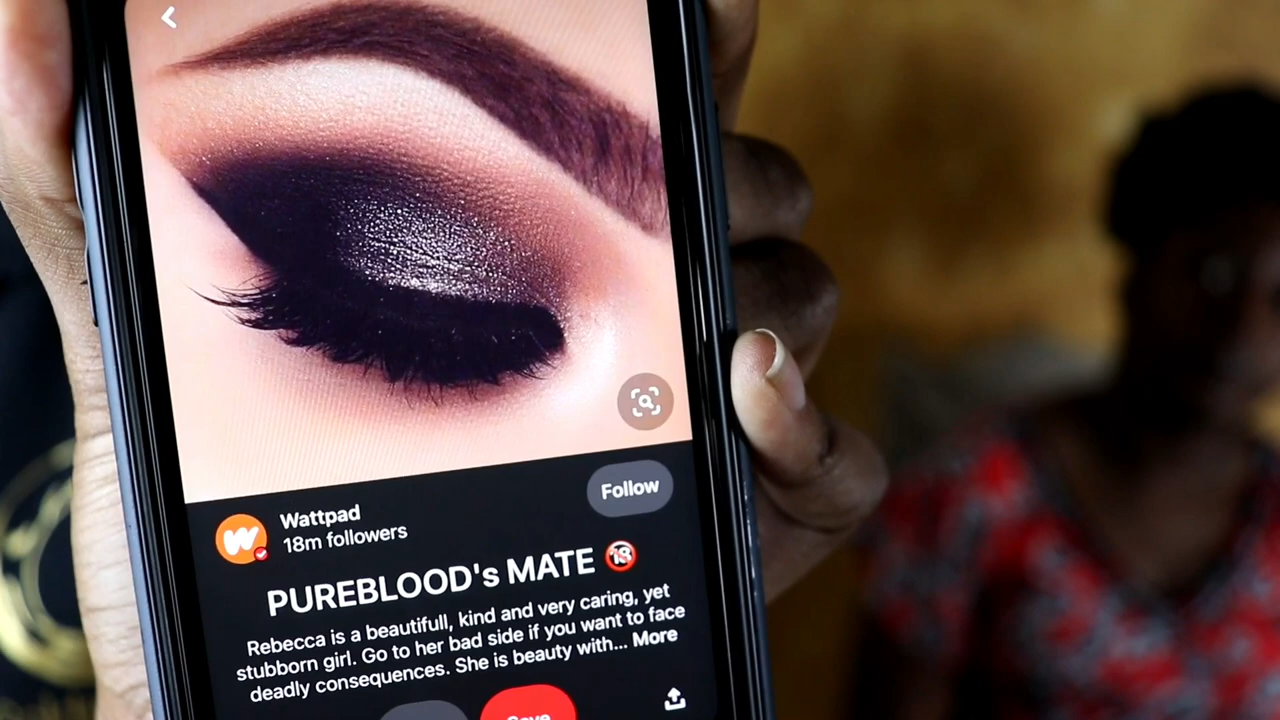 Wattpad
18m followers
Follow
PUREBLOOD's MATE 🔞
Rebecca is a beautifull, kind and very caring, yet
stubborn girl. Go to her bad side if you want to face
deadly consequences. She is beauty with... More
Save